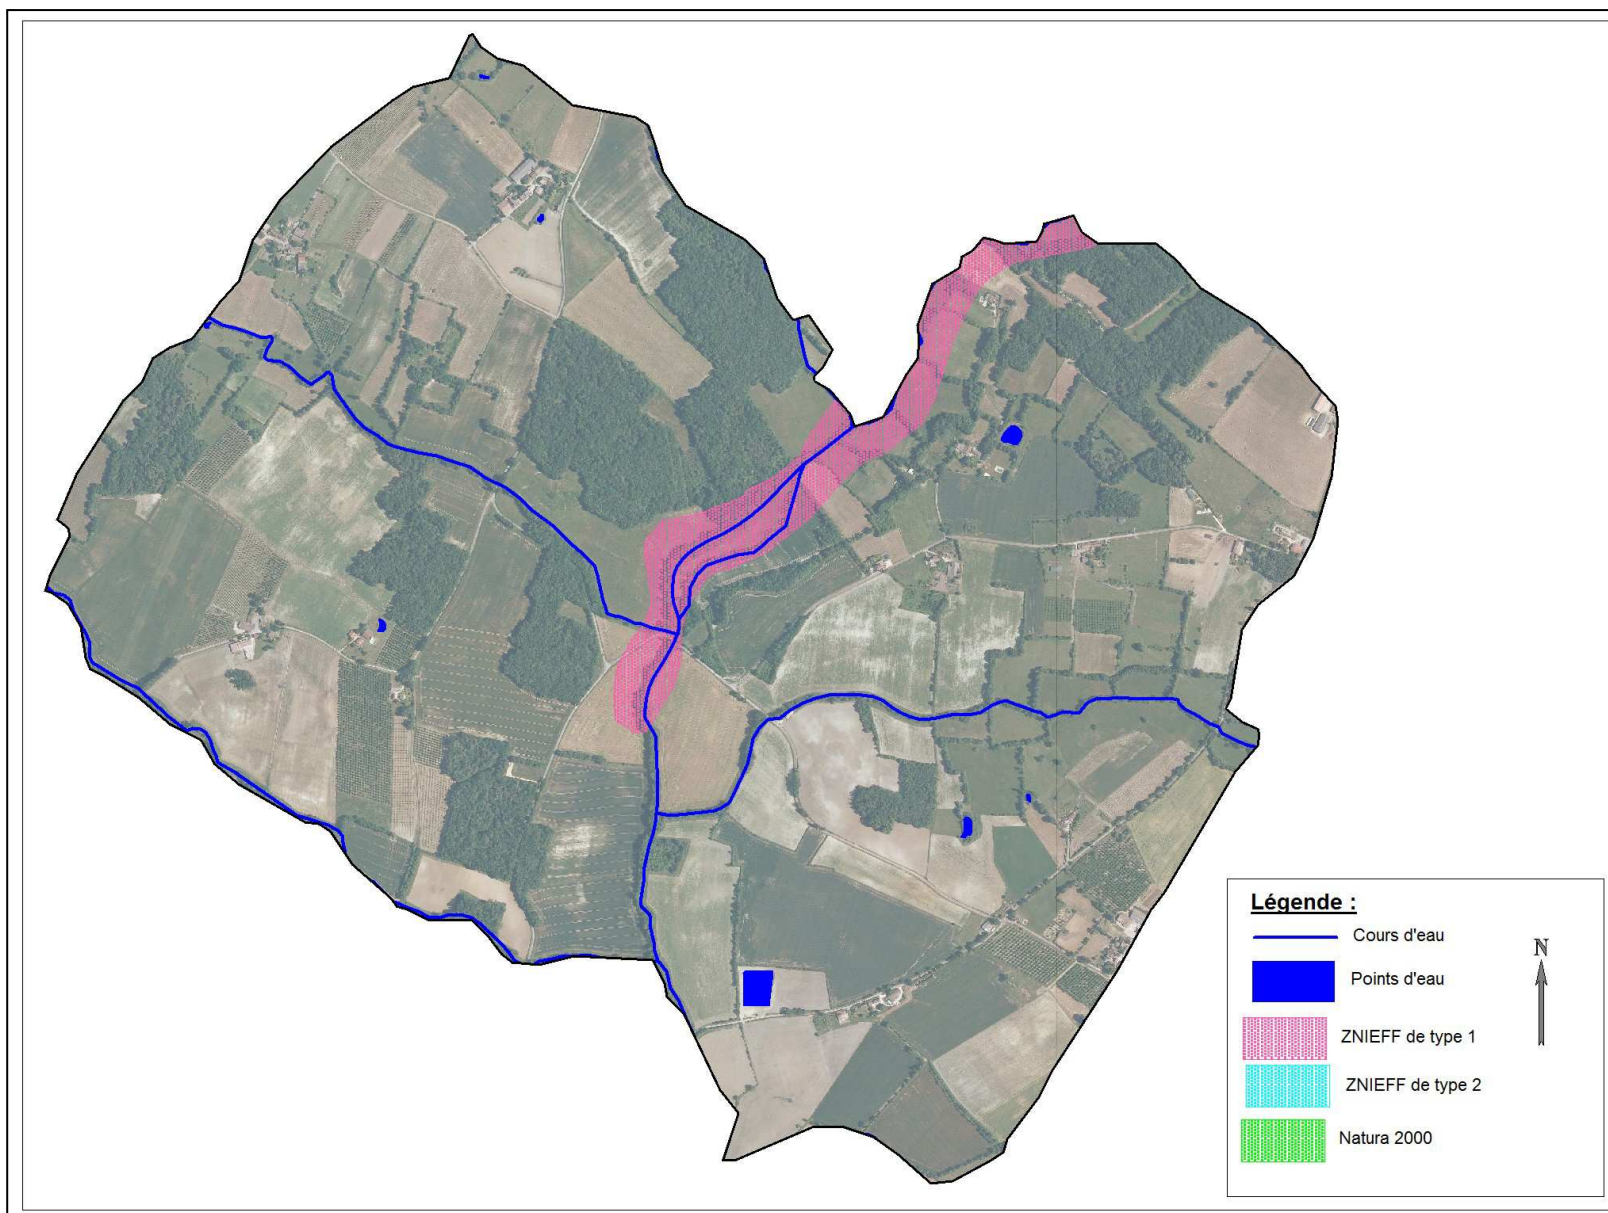 Légende :
Cours d'eau
N
Points d'eau
ZNIEFF de type 1
ZNIEFF de type 2
Natura 2000